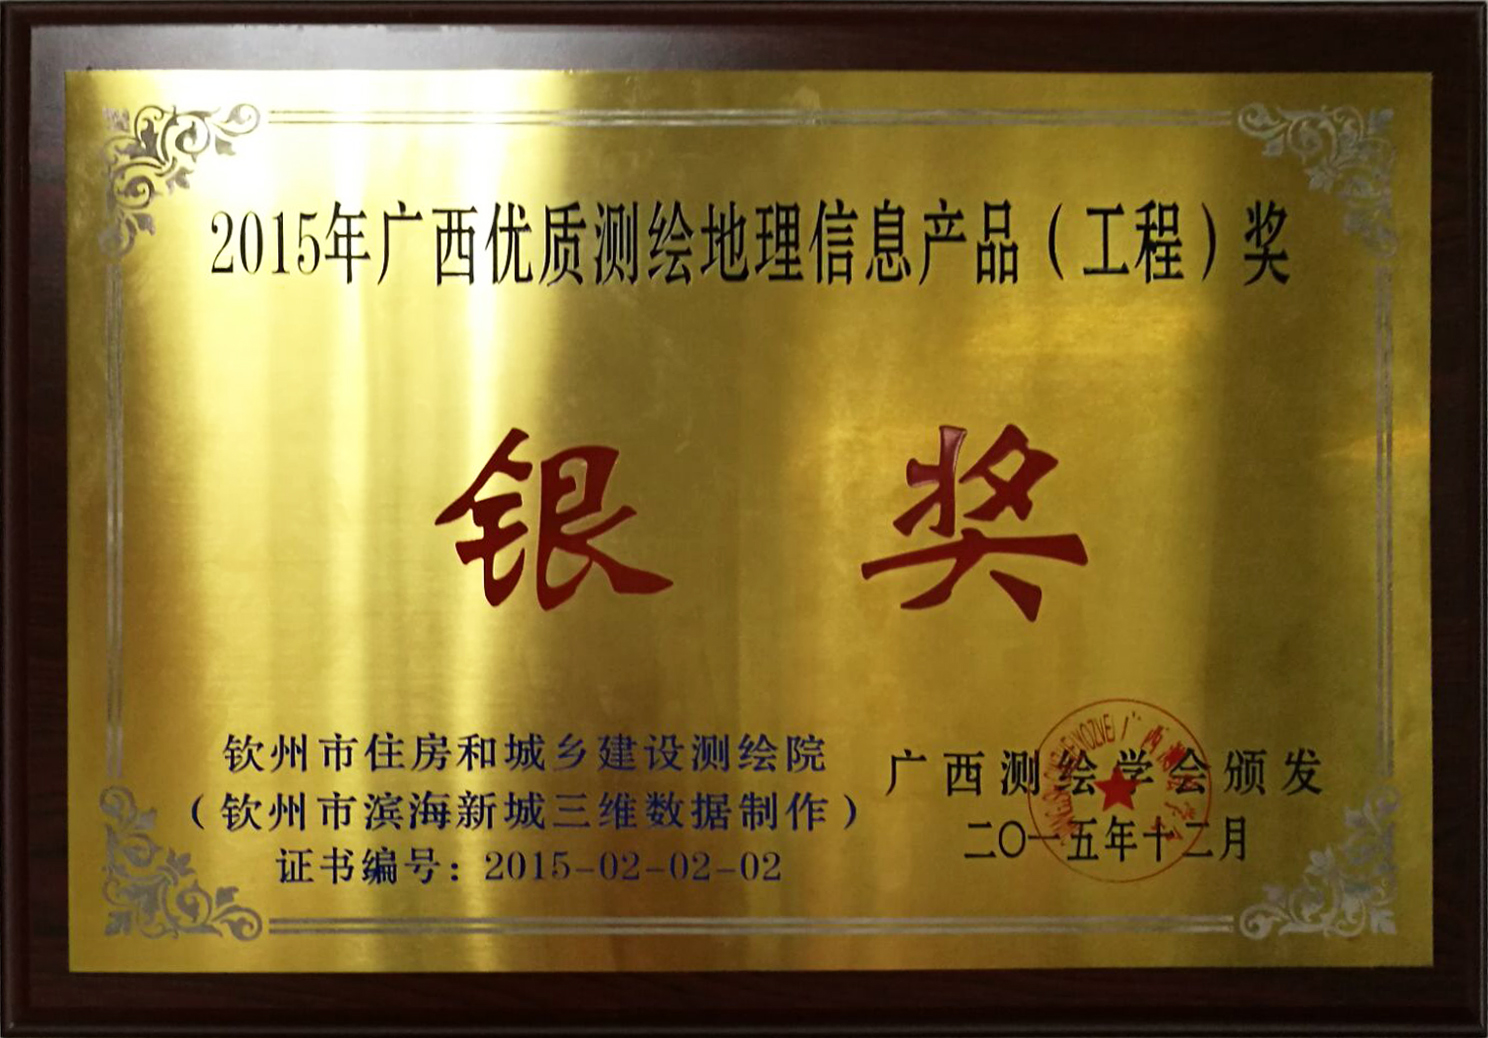 2015年广西优质测绘地理信息产品（工程）奖
银奖
钦州市住房和城乡建设测绘院
（钦州市滨海新城三维数据制作）
证书编号：2015-02-02-02
广西测绘学会颁发
二〇一五年十二月